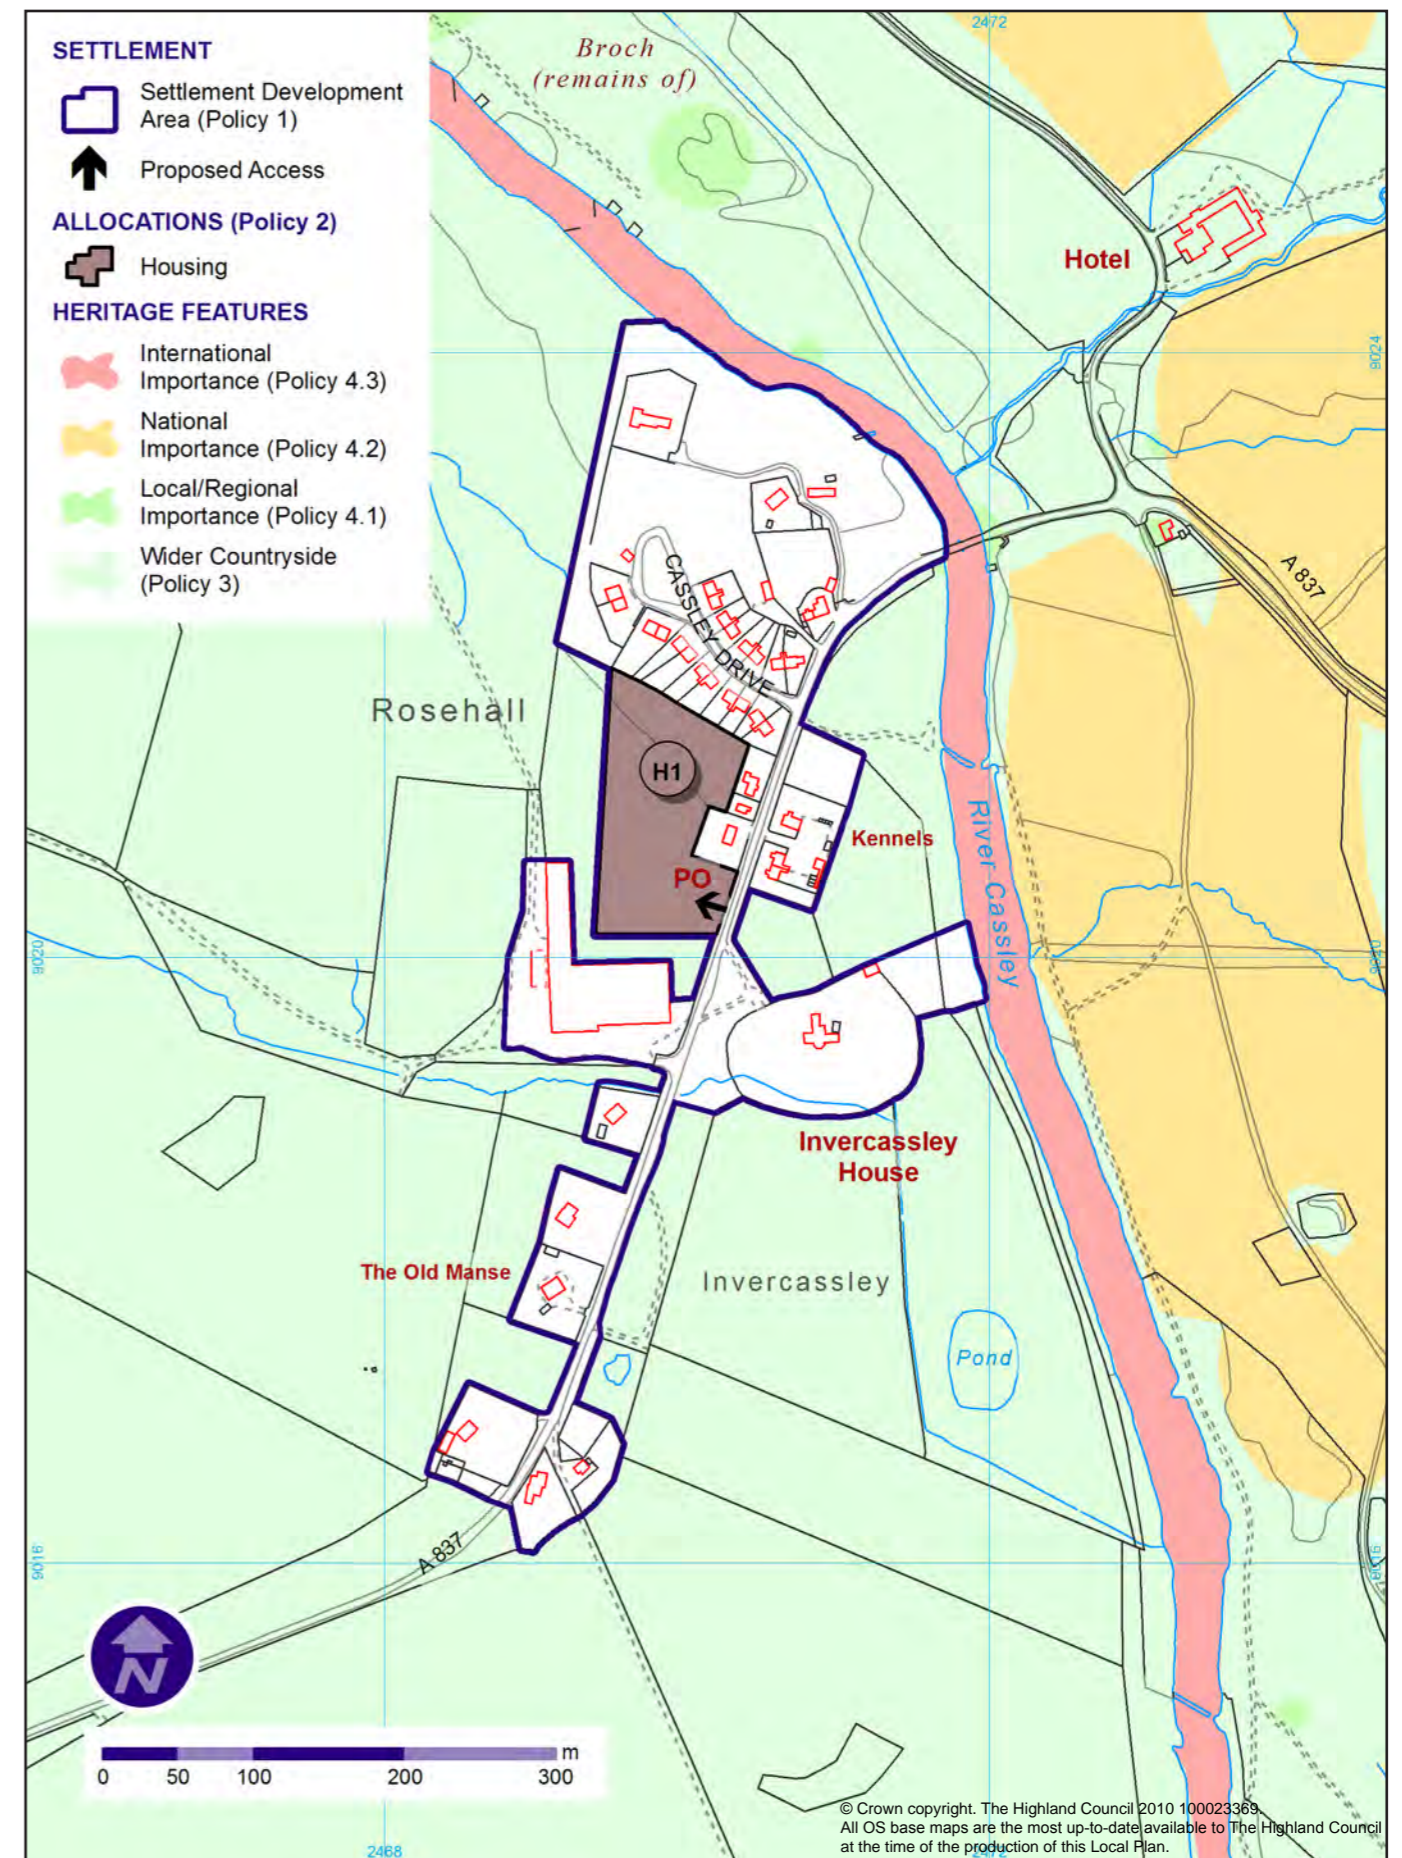 SETTLEMENT
Settlement Development
Area (Policy 1)
Proposed Access
ALLOCATIONS (Policy 2)
Housing
HERITAGE FEATURES
International
Importance (Policy 4.3)
National
Importance (Policy 4.2)
Local/Regional
Importance (Policy 4.1)
Wider Countryside
(Policy 3)
2472
Broch
(remains of)
Hotel
9024
CASSLEY DRIVE
A 837
Rosehall
H1
River Cassley
Kennels
PO
9020
9020
Invercassley
House
The Old Manse
Invercassley
Pond
A 837
9016
9016
N
m
0 50 100 200 300
2468
2472
© Crown copyright. The Highland Council 2010 100023369.
All OS base maps are the most up-to-date available to The Highland Council
at the time of the production of this Local Plan.